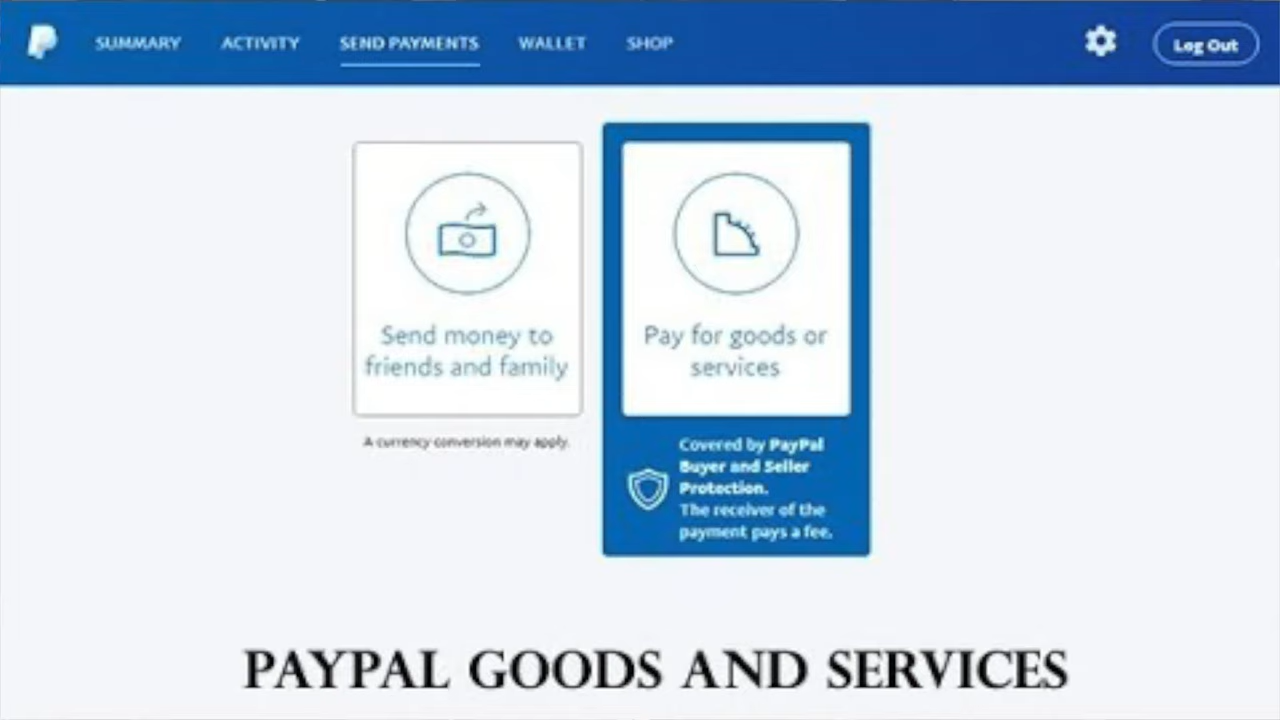 SUMMARY ACTIVITY SEND PAYMENTS WALLET SHOP Log Out
Send money to
friends and family
A currency conversion may apply.
Pay for goods or
services
Covered by PayPal
Buyer and Seller
Protection.
The receiver of the
payment pays a fee.
PAYPAL GOODS AND SERVICES